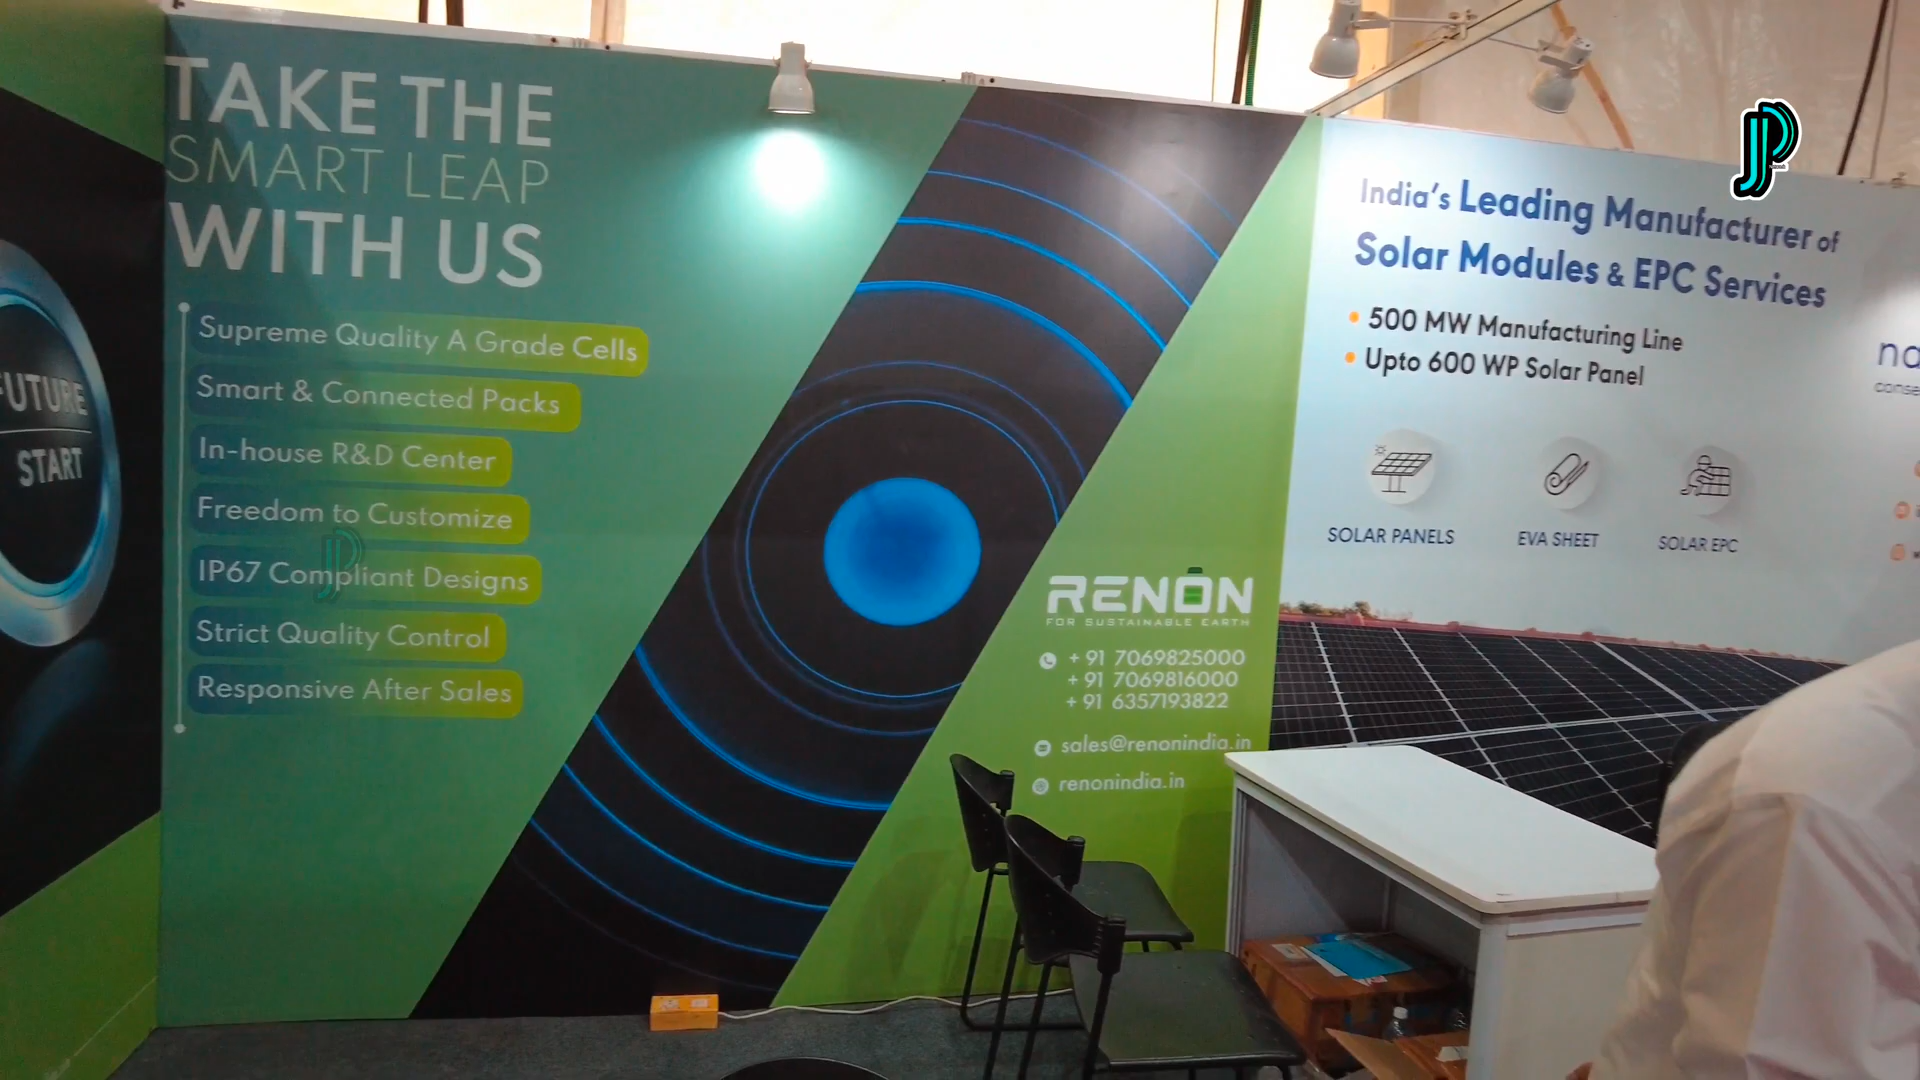 FUTURE
START
TAKE THE
SMART LEAP
WITH US
Supreme Quality A Grade Cells
Smart & Connected Packs
In-house R&D Center
Freedom to Customize
IP67 Compliant Designs
Strict Quality Control
Responsive After Sales
RENON
FOR SUSTAINABLE EARTH
+ 91 7069825000
+ 91 7069816000
+ 91 6357193822
sales@renonindia.in
renonindia.in
India's Leading Manufacturer of
Solar Modules & EPC Services
• 500 MW Manufacturing Line
• Upto 600 WP Solar Panel
SOLAR PANELS
EVA SHEET
SOLAR EPC